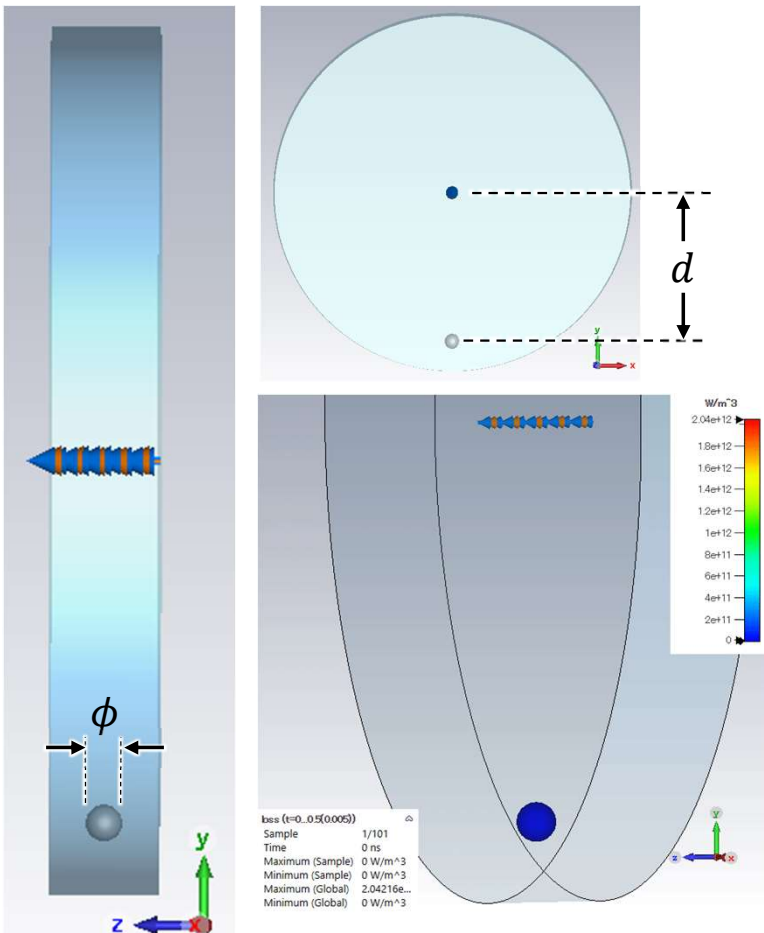 ϕ
y
z
x
d
y
x
W/m^3
2.04e+12
1.8e+12
1.6e+12
1.4e+12
1.2e+12
1e+12
8e+11
6e+11
4e+11
2e+11
0
loss (t=0..0.5(0.005))
Sample 1/101
Time 0 ns
Maximum (Sample) 0 W/m^3
Minimum (Sample) 0 W/m^3
Maximum (Global) 2.04216e...
Minimum (Global) 0 W/m^3
y
z
x